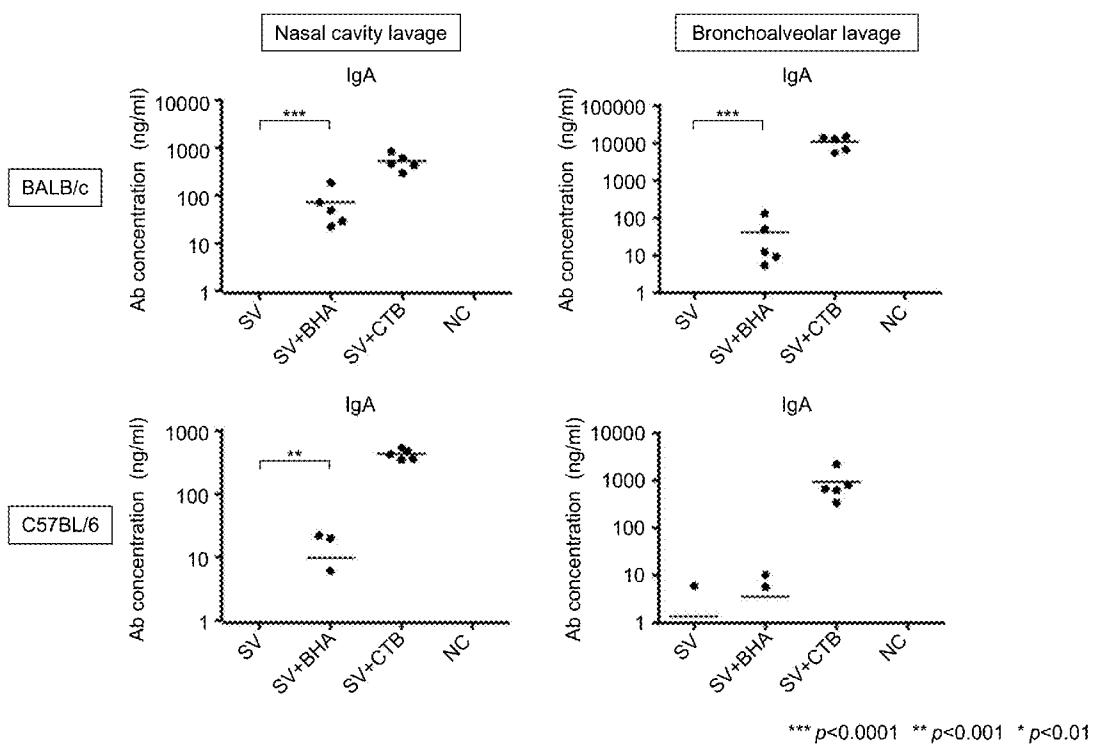 Nasal cavity lavage
Bronchoalveolar lavage
BALB/c
IgA
Ab concentration (ng/ml)
10000
1000
100
10
1
***
SV
SV+BHA
SV+CTB
NC
IgA
Ab concentration (ng/ml)
100000
10000
1000
100
10
1
***
SV
SV+BHA
SV+CTB
NC
C57BL/6
IgA
Ab concentration (ng/ml)
1000
100
10
1
**
SV
SV+BHA
SV+CTB
NC
IgA
Ab concentration (ng/ml)
10000
1000
100
10
1
SV
SV+BHA
SV+CTB
NC
*** p<0.0001 ** p<0.001 * p<0.01